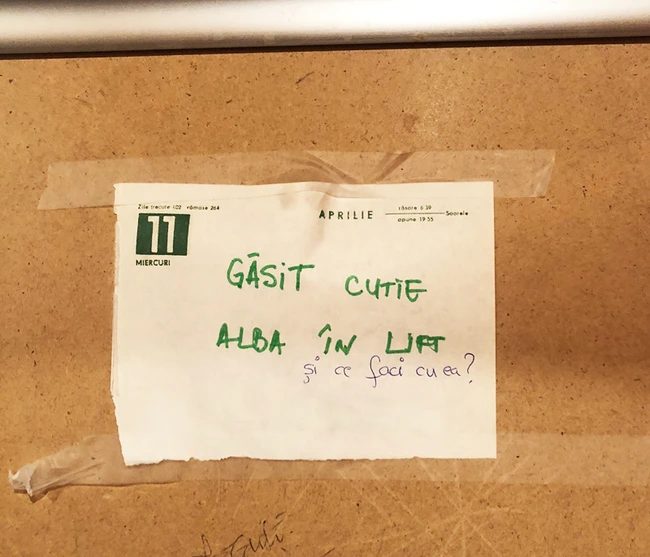 Zile trecute 102 rămase 264
11
MIERCURI
APRILIE
răsare 6 39
apune 19 55
Soarele
GĂSIT CUTIE
ALBA ÎN LIFT
și ce faci cu ea?